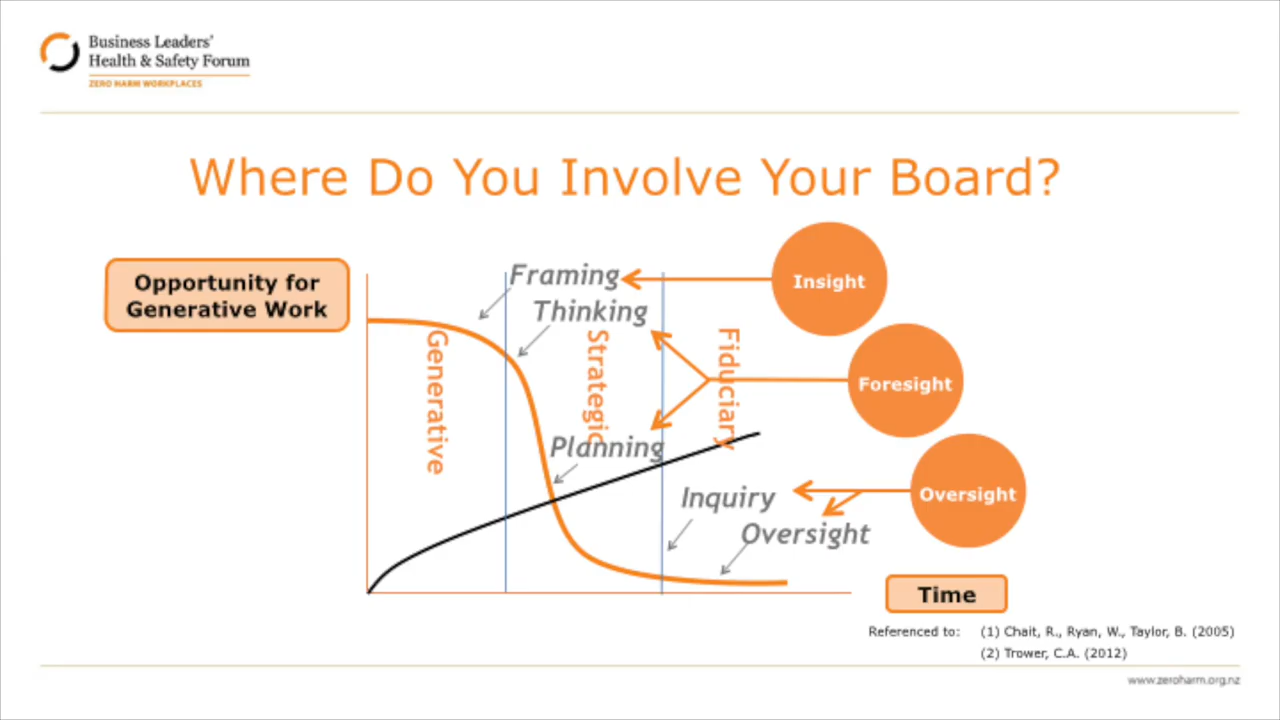 Business Leaders'
Health & Safety Forum
ZERO HARM WORKPLACES
Where Do You Involve Your Board?
Opportunity for
Generative Work
Framing
Thinking
Insight
Generative
Strategic
Fiduciary
Foresight
Planning
Inquiry
Oversight
Oversight
Time
Referenced to: (1) Chait, R., Ryan, W., Taylor, B. (2005)
(2) Trower, C.A. (2012)
www.zeroharm.org.nz